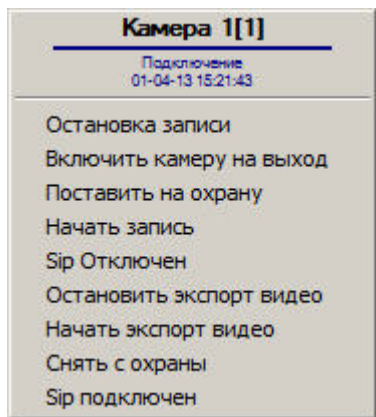 Камера 1[1]
Подключение
01-04-13 15:21:43
Остановка записи
Включить камеру на выход
Поставить на охрану
Начать запись
Sip Отключен
Остановить экспорт видео
Начать экспорт видео
Снять с охраны
Sip подключен